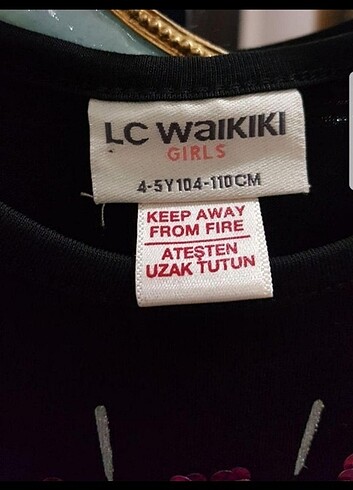 LC WAIKIKI
GIRLS
4-5Y 104-110CM
KEEP AWAY
FROM FIRE
ATEŞTEN
UZAK TUTUN